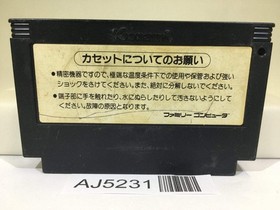 カセットについてのお願い
●精密機器ですので、極端な温度条件下での使用や保管および強い
ショックをさけてください。また、絶対に分解しないでください。
●端子部に手を触れたり、水にぬらしたりして汚さないようにして
ください。故障の原因となります。
ファミリー コンピュータ
AJ5231